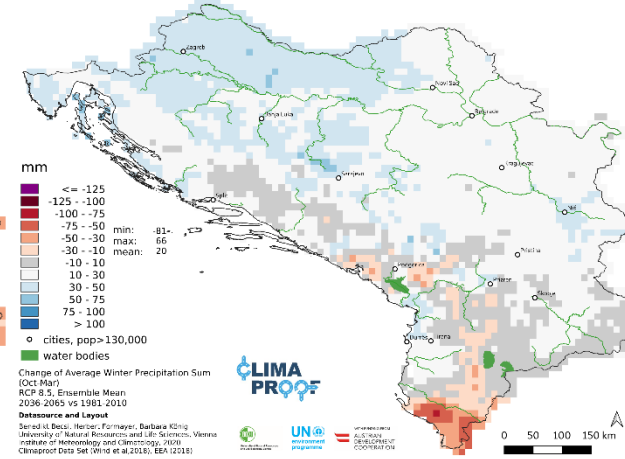 Zagreb
Novi Sad
Banja Luka
Belgrade
Kragujevac
Sarajevo
Split
Niš
Pristina
Podgorica
Prizren
Skopje
Durrës Tirana
mm
<= -125
-125 - -100
-100 - -75
-75 - -50
-50 - -30
-30 - -10
-10 - 10
10 - 30
30 - 50
50 - 75
75 - 100
> 100
min: -81
max: 66
mean: 20
cities, pop>130,000
water bodies
Change of Average Winter Precipitation Sum
(Oct-Mar)
RCP 8.5, Ensemble Mean
2036-2065 vs 1981-2010
Datasource and Layout
Benedikt Becsi, Herbert Formayer, Barbara König
University of Natural Resources and Life Sciences, Vienna
Institute of Meteorology and Climatology, 2020
Climaproof Data Set (Wind et al,2018), EEA (2018)
CLIMA
PROOF
UN
environment
programme
AUSTRIAN
DEVELOPMENT
COOPERATION
0 50 100 150 km